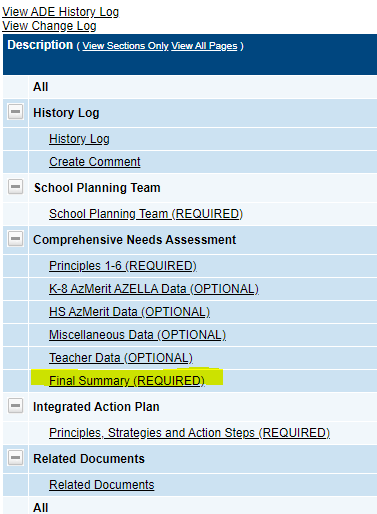 View ADE History Log
View Change Log
Description ( View Sections Only View All Pages )
All
History Log
History Log
Create Comment
School Planning Team
School Planning Team (REQUIRED)
Comprehensive Needs Assessment
Principles 1-6 (REQUIRED)
K-8 AzMerit AZELLA Data (OPTIONAL)
HS AzMerit Data (OPTIONAL)
Miscellaneous Data (OPTIONAL)
Teacher Data (OPTIONAL)
Final Summary (REQUIRED)
Integrated Action Plan
Principles, Strategies and Action Steps (REQUIRED)
Related Documents
Related Documents
All